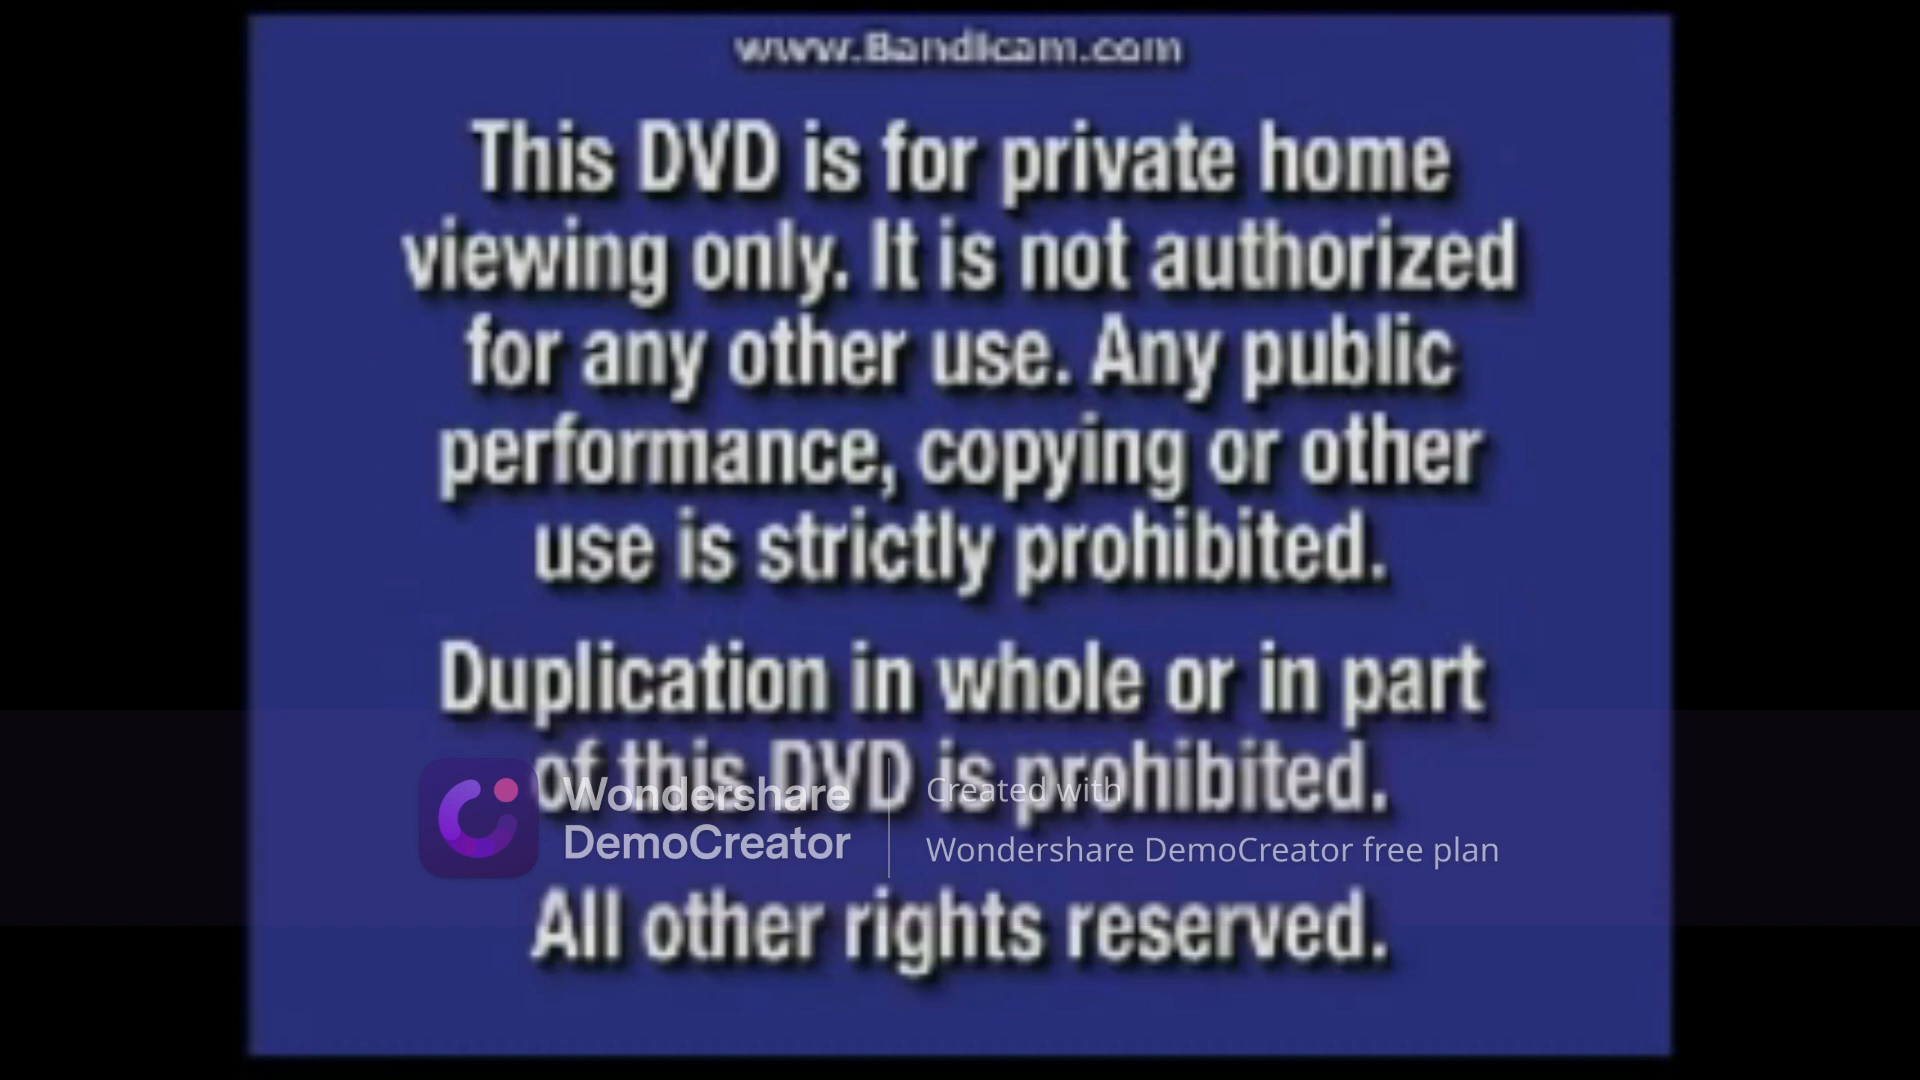 www.Bandicam.com
This DVD is for private home
viewing only. It is not authorized
for any other use. Any public
performance, copying or other
use is strictly prohibited.
Duplication in whole or in part
of this DVD is prohibited.
Wondershare
DemoCreator
Created with
Wondershare DemoCreator free plan
All other rights reserved.